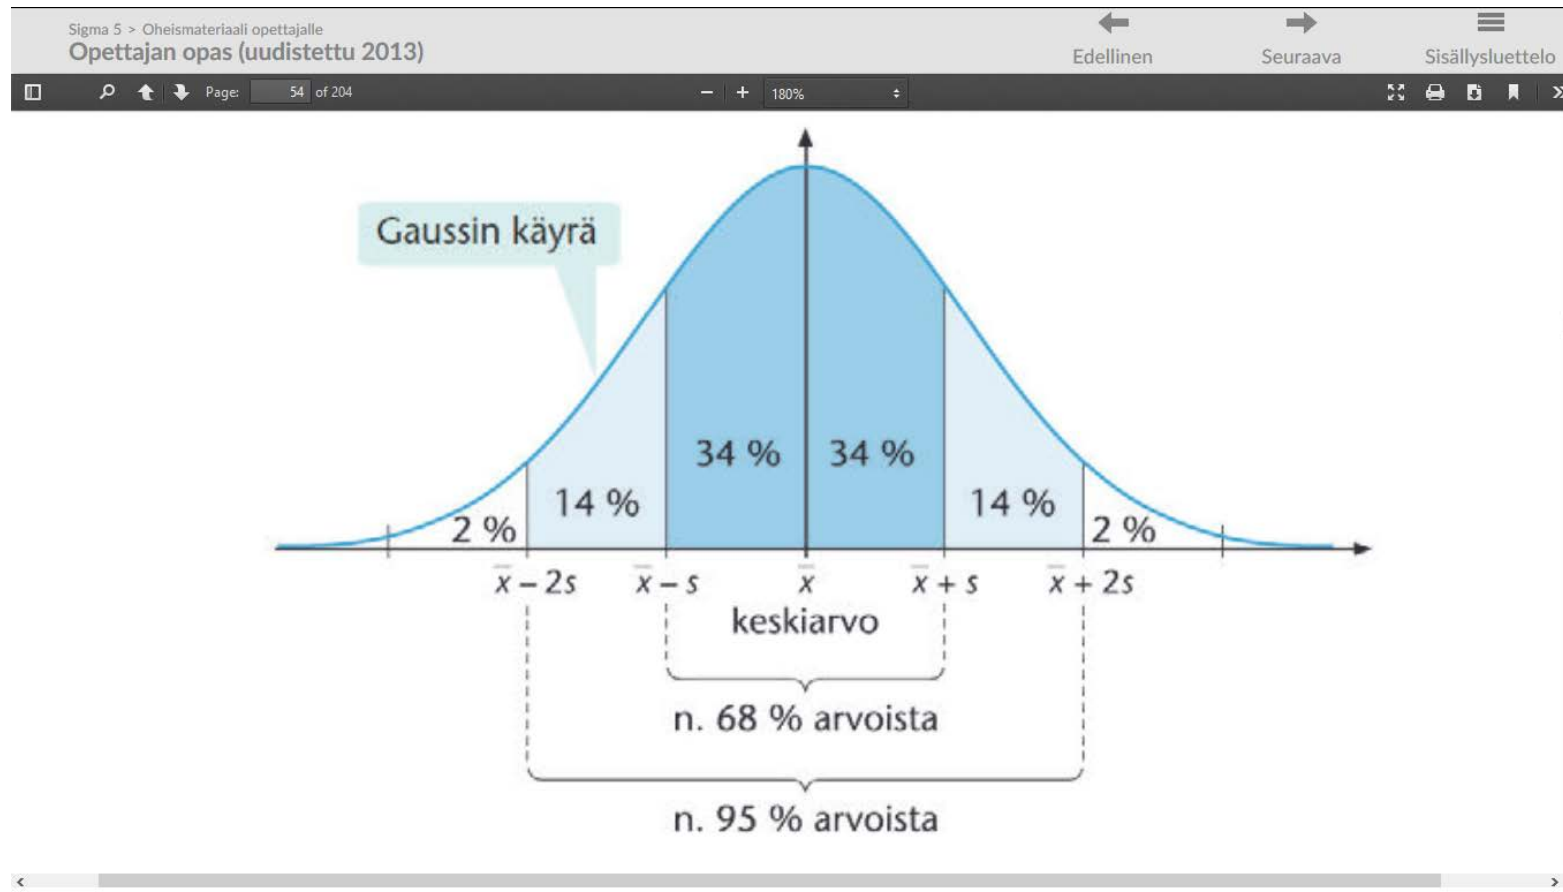 Sigma 5 > Oheismateriaali opettajalle
Opettajan opas (uudistettu 2013)
Edellinen
Seuraava
Sisällysluettelo
Page: 54 of 204
180%
Gaussin käyrä
34 % 34 %
14 % 14 %
2 % 2 %
x̅ – 2s x̅ – s x̅ x̅ + s x̅ + 2s
keskiarvo
n. 68 % arvoista
n. 95 % arvoista